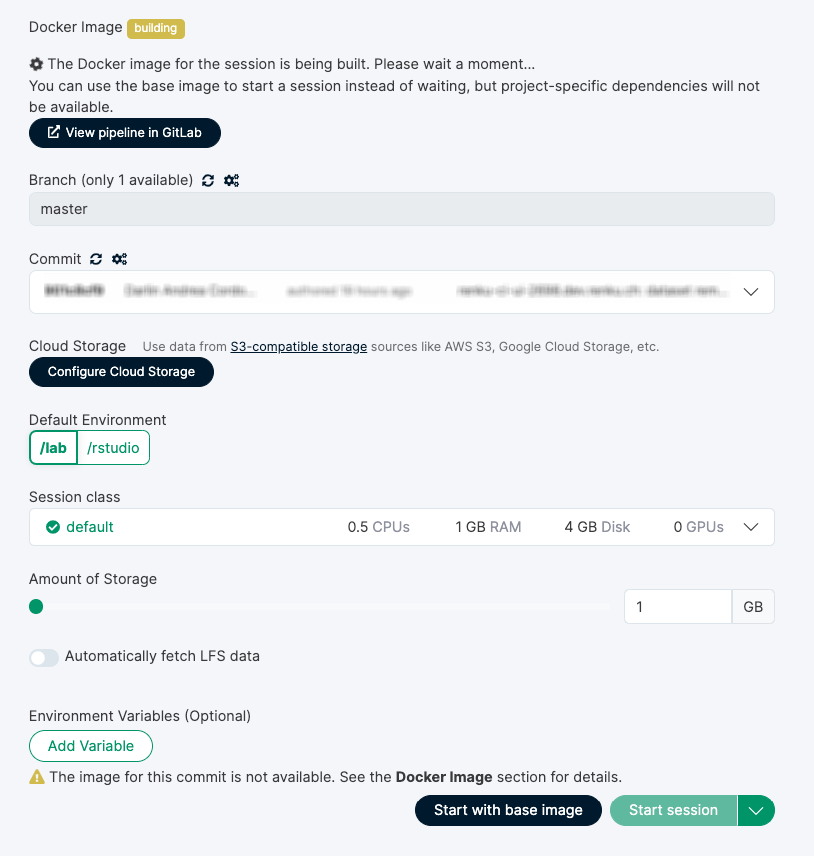 Docker Image building
The Docker image for the session is being built. Please wait a moment...
You can use the base image to start a session instead of waiting, but project-specific dependencies will not
be available.
View pipeline in GitLab
Branch (only 1 available)
master
Commit
Cloud Storage Use data from S3-compatible storage sources like AWS S3, Google Cloud Storage, etc.
Configure Cloud Storage
Default Environment
/lab /rstudio
Session class
default 0.5 CPUs 1 GB RAM 4 GB Disk 0 GPUs
Amount of Storage
1 GB
Automatically fetch LFS data
Environment Variables (Optional)
Add Variable
The image for this commit is not available. See the Docker Image section for details.
Start with base image Start session